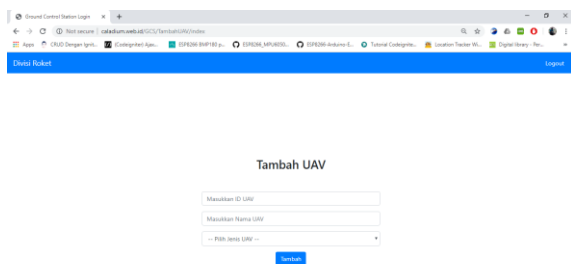 Ground Control Station Login
Not secure | caladium.web.id/GCS/TambahUAV/index
Apps
CRUD Dengan Ignit...
(Codeigniter) Ajax...
ESP8266 BMP180 p...
ESP8266_MPU6050...
ESP8266-Arduino-E...
Tutorial Codeignite...
Location Tracker Wi...
Digital library - Per...
Divisi Roket
Logout
Tambah UAV
Masukkan ID UAV
Masukkan Nama UAV
-- Pilih Jenis UAV --
Tambah